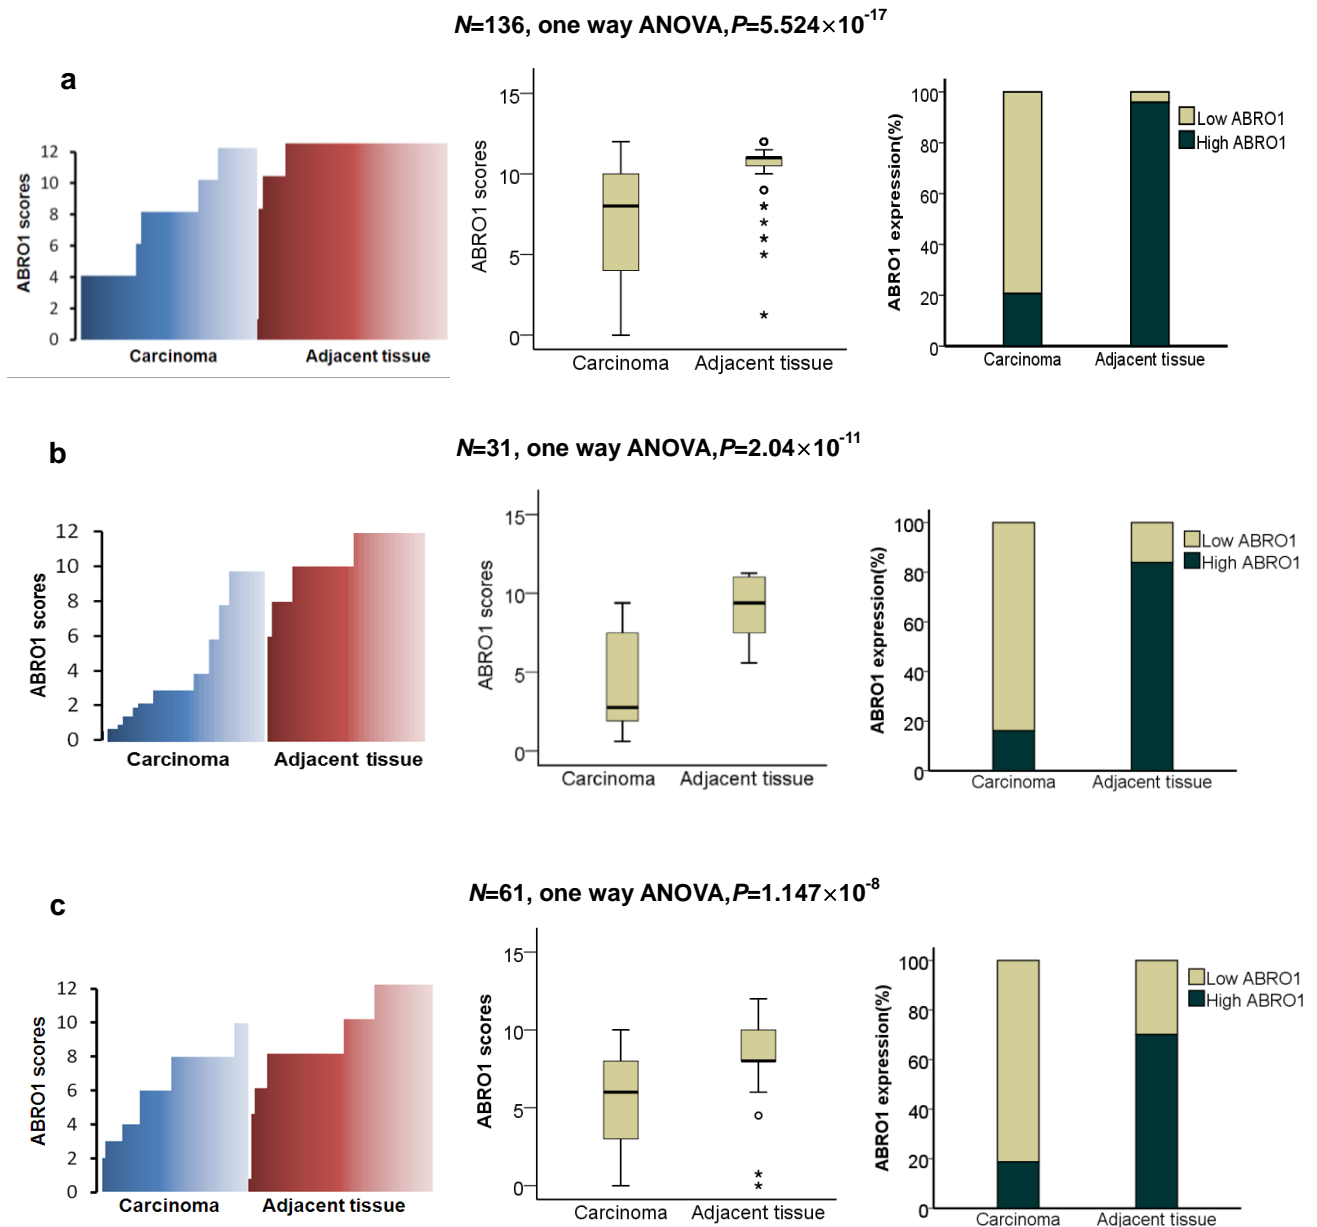 N=136, one way ANOVA,P=5.524×10-17
a
ABRO1 scores
12
10
8
6
4
2
0
Carcinoma
Adjacent tissue
ABRO1 scores
15
10
5
0
Carcinoma
Adjacent tissue
ABRO1 expression(%)
100
80
60
40
20
0
Carcinoma
Adjacent tissue
Low ABRO1
High ABRO1
N=31, one way ANOVA,P=2.04×10-11
b
ABRO1 scores
12
10
8
6
4
2
0
Carcinoma
Adjacent tissue
ABRO1 scores
15
10
5
0
Carcinoma
Adjacent tissue
ABRO1 expression(%)
100
80
60
40
20
0
Carcinoma
Adjacent tissue
Low ABRO1
High ABRO1
N=61, one way ANOVA,P=1.147×10-8
c
ABRO1 scores
12
10
8
6
4
2
0
Carcinoma
Adjacent tissue
ABRO1 scores
15
10
5
0
Carcinoma
Adjacent tissue
ABRO1 expression(%)
100
80
60
40
20
0
Carcinoma
Adjacent tissue
Low ABRO1
High ABRO1